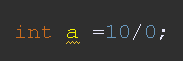 int a =10/0;